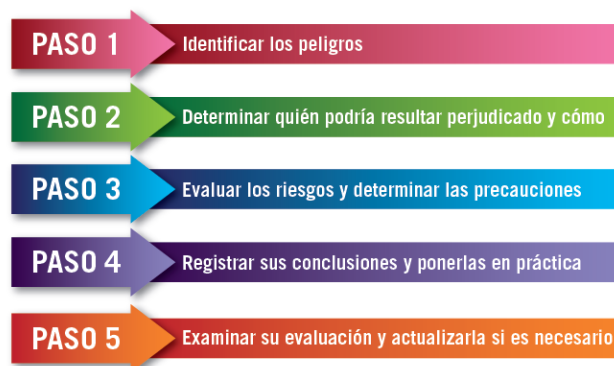 PASO 1 Identificar los peligros
PASO 2 Determinar quién podría resultar perjudicado y cómo
PASO 3 Evaluar los riesgos y determinar las precauciones
PASO 4 Registrar sus conclusiones y ponerlas en práctica
PASO 5 Examinar su evaluación y actualizarla si es necesario